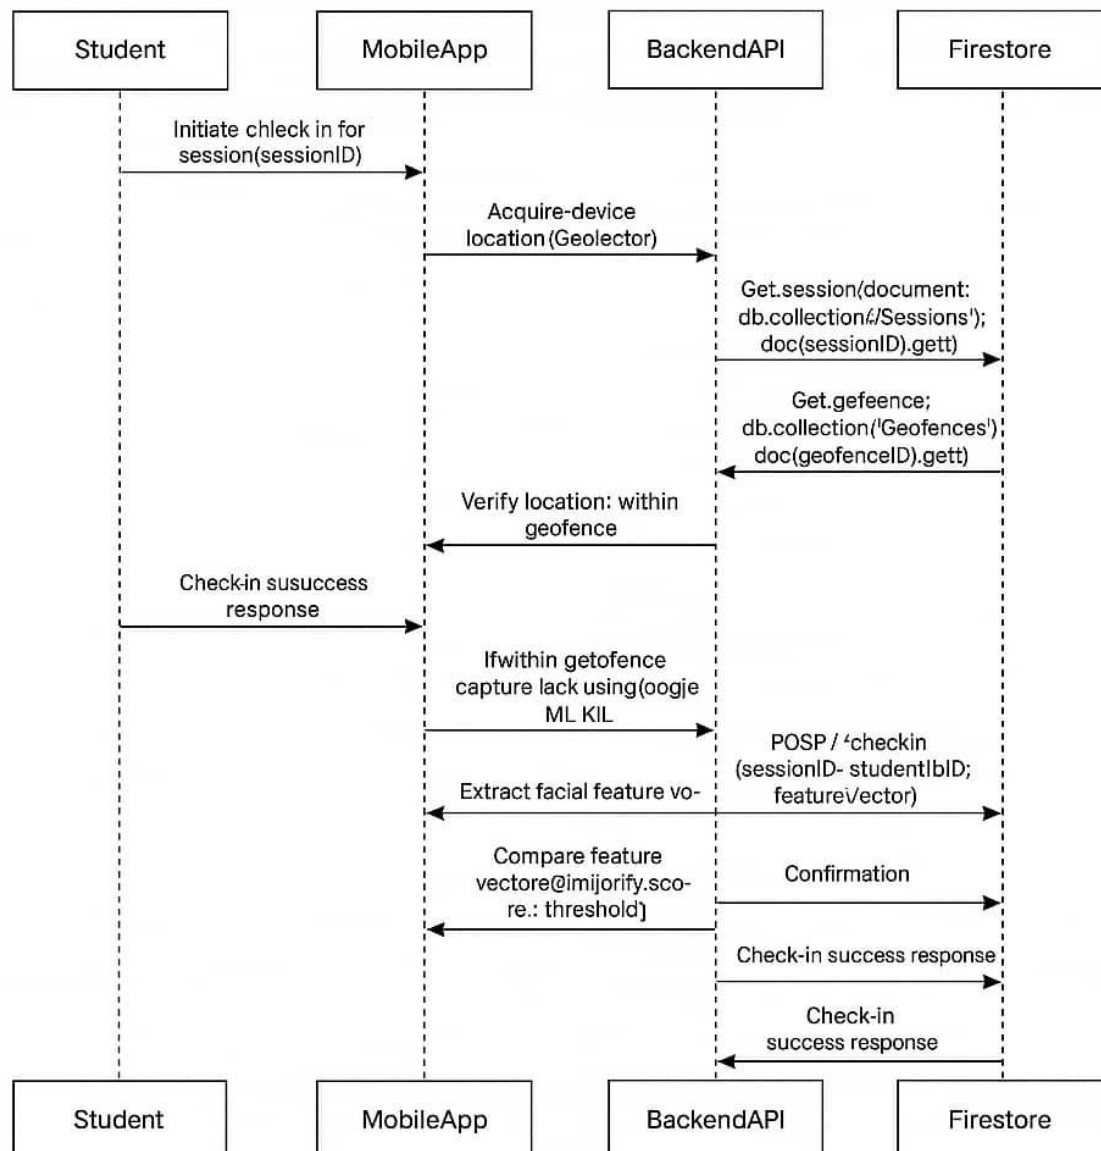 Student
MobileApp
BackendAPI
Firestore
Initiate chleck in for
session(sessionID)
Acquire-device
location (Geolector)
Get.session(document:
db.collection(/Sessions');
doc(sessionID).gett)
Get.gefeence;
db.collection('Geofences')
doc(geofenceID).gett)
Verify location: within
geofence
Check-in susuccess
response
Ifwithin getofence
capture lack using(oogje
ML KIL
POSP / 'checkin
(sessionID- studentIbID;
featureVector)
Extract facial feature vo-
Compare feature
vectore@imijorify.sco-
re.: threshold)
Confirmation
Check-in success response
Check-in
success response
Student
MobileApp
BackendAPI
Firestore